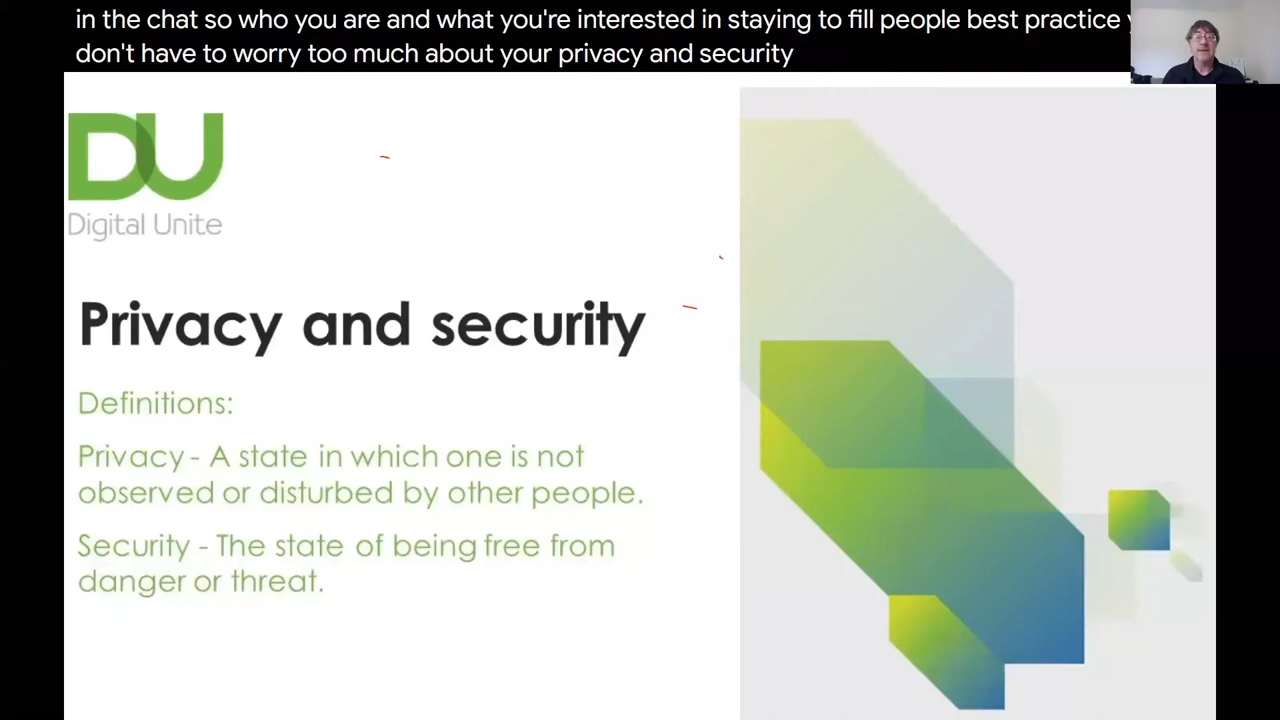 in the chat so who you are and what you're interested in staying to fill people best practice
don't have to worry too much about your privacy and security
DU
Digital Unite
Privacy and security
Definitions:
Privacy - A state in which one is not
observed or disturbed by other people.
Security - The state of being free from
danger or threat.